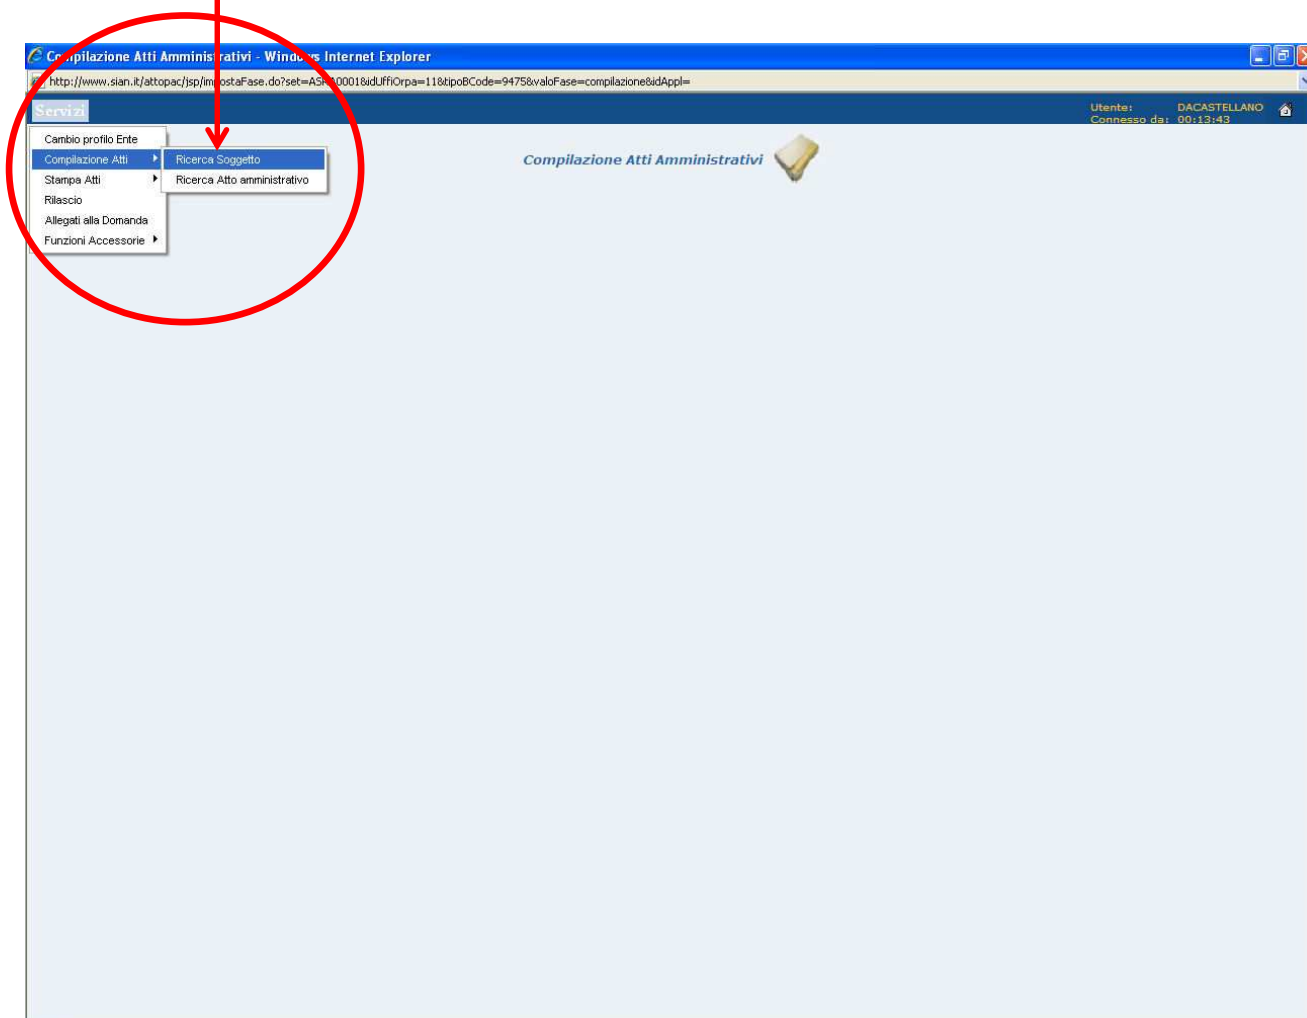 Compilazione Atti Amministrativi - Windows Internet Explorer
http://www.sian.it/attopac/jsp/impostaFase.do?set=ASRA0001&idUffiOrpa=11&tipoBCode=9475&valoFase=compilazione&idAppl=
Servizi
Utente: DACASTELLANO
Connesso da: 00:13:43
Cambio profilo Ente
Compilazione Atti
Ricerca Soggetto
Compilazione Atti Amministrativi
Stampa Atti
Ricerca Atto amministrativo
Rilascio
Allegati alla Domanda
Funzioni Accessorie